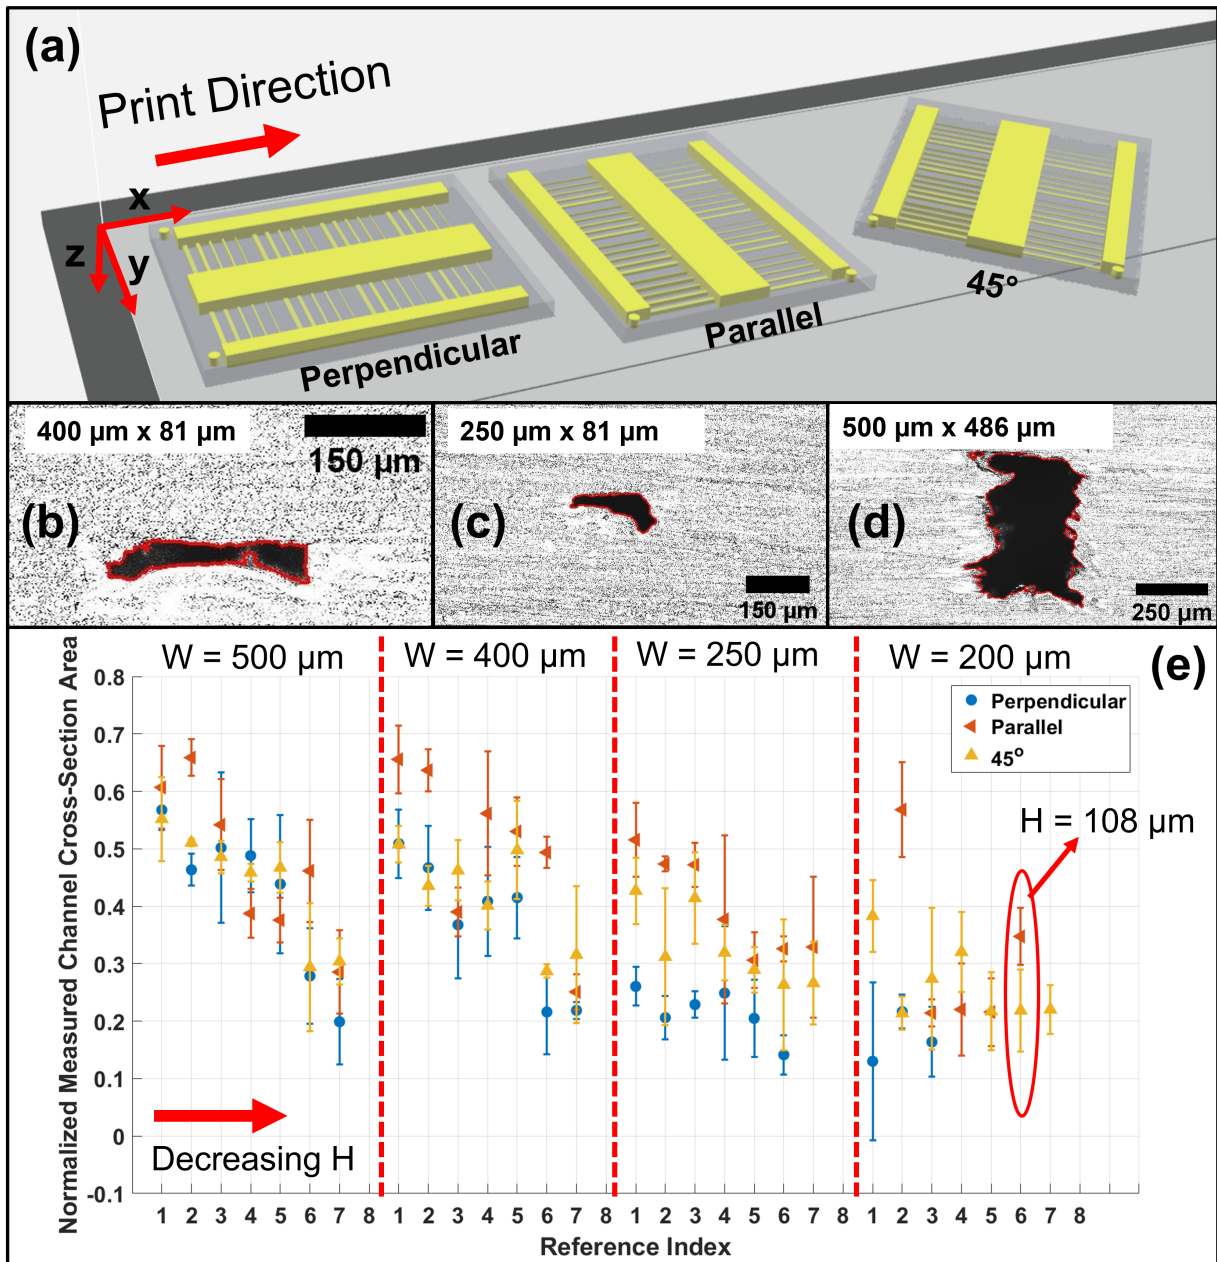 (a)
Print Direction
x
z
y
Perpendicular
Parallel
45°
400 µm x 81 µm
150 µm
(b)
250 µm x 81 µm
(c)
150 µm
500 µm x 486 µm
(d)
250 µm
W = 500 µm
W = 400 µm
W = 250 µm
W = 200 µm
(e)
Normalized Measured Channel Cross-Section Area
0.8
0.7
0.6
0.5
0.4
0.3
0.2
0.1
0
-0.1
Perpendicular
Parallel
45°
H = 108 µm
Decreasing H
1 2 3 4 5 6 7 8 1 2 3 4 5 6 7 8 1 2 3 4 5 6 7 8 1 2 3 4 5 6 7 8
Reference Index